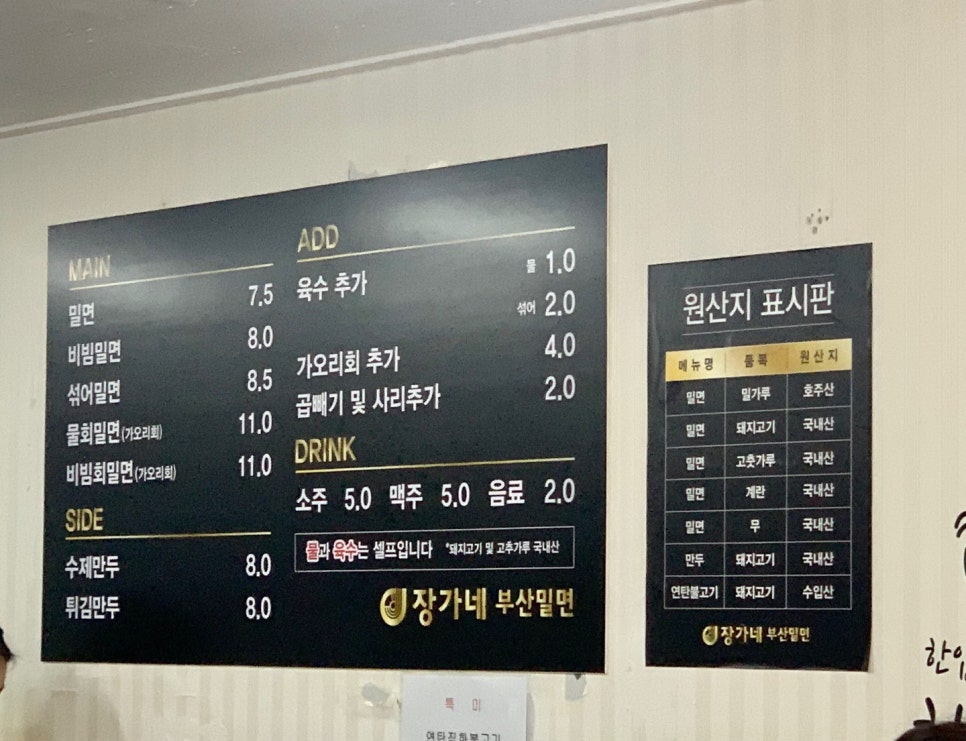 MAIN
밀면 7.5
비빔밀면 8.0
섞어밀면 8.5
물회밀면(가오리회) 11.0
비빔회밀면(가오리회) 11.0
SIDE
수제만두 8.0
튀김만두 8.0
ADD
육수 추가 물 1.0
섞어 2.0
가오리회 추가 4.0
곱빼기 및 사리추가 2.0
DRINK
소주 5.0 맥주 5.0 음료 2.0
물과 육수는 셀프입니다 *돼지고기 및 고추가루 국내산
장가네 부산밀면
원산지 표시판
메뉴명 품목 원산지
밀면 밀가루 호주산
밀면 돼지고기 국내산
밀면 고춧가루 국내산
밀면 계란 국내산
밀면 무 국내산
만두 돼지고기 국내산
연탄불고기 돼지고기 수입산
장가네 부산밀면
특 미